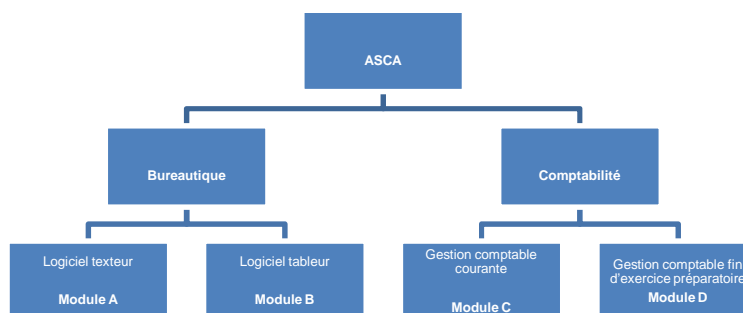 ASCA
Bureautique
Comptabilité
Logiciel texteur
Module A
Logiciel tableur
Module B
Gestion comptable
courante
Module C
Gestion comptable fin
d'exercice préparatoire
Module D